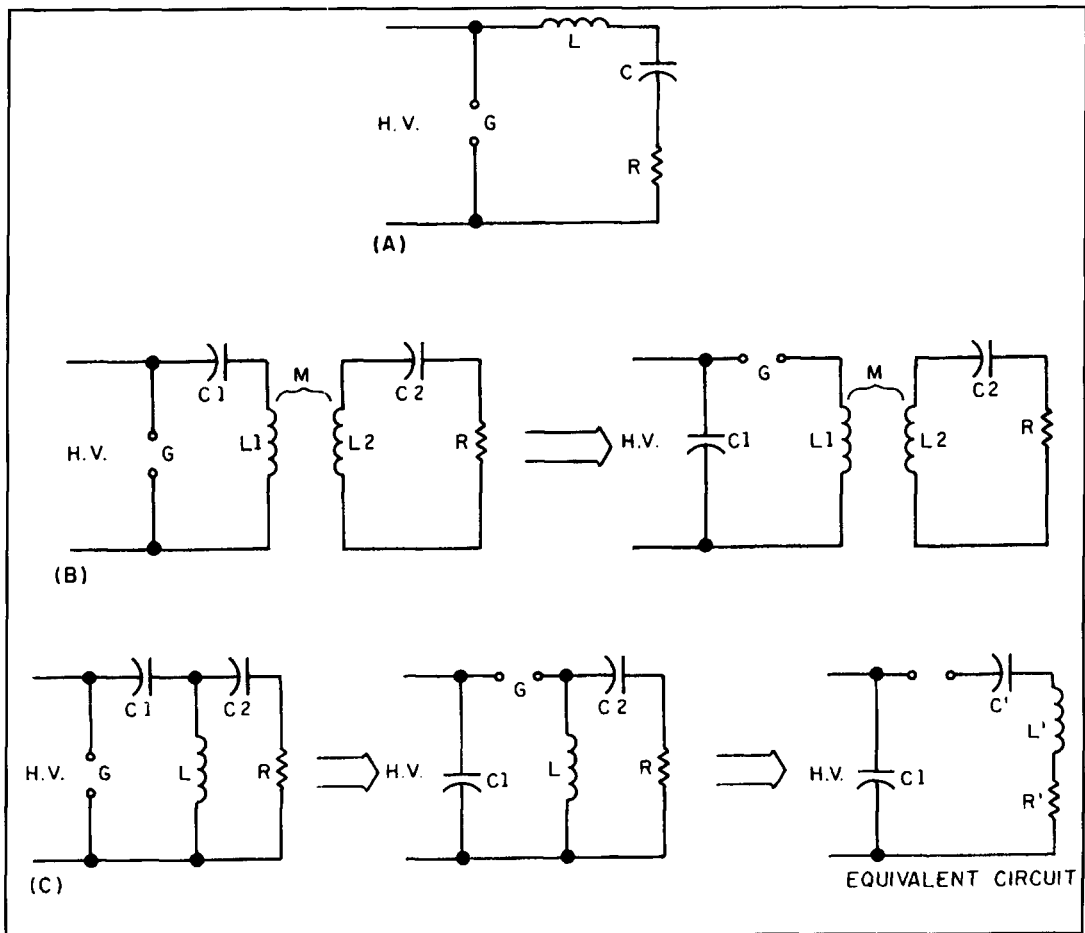 L
C
H.V.
G
R
(A)
M
C1
C2
H.V.
G
L1
L2
R
(B)
G
M
C2
H.V.
C1
L1
L2
R
C1
C2
H.V.
G
L
R
(C)
G
C2
H.V.
C1
L
R
C'
L'
H.V.
C1
R'
EQUIVALENT CIRCUIT